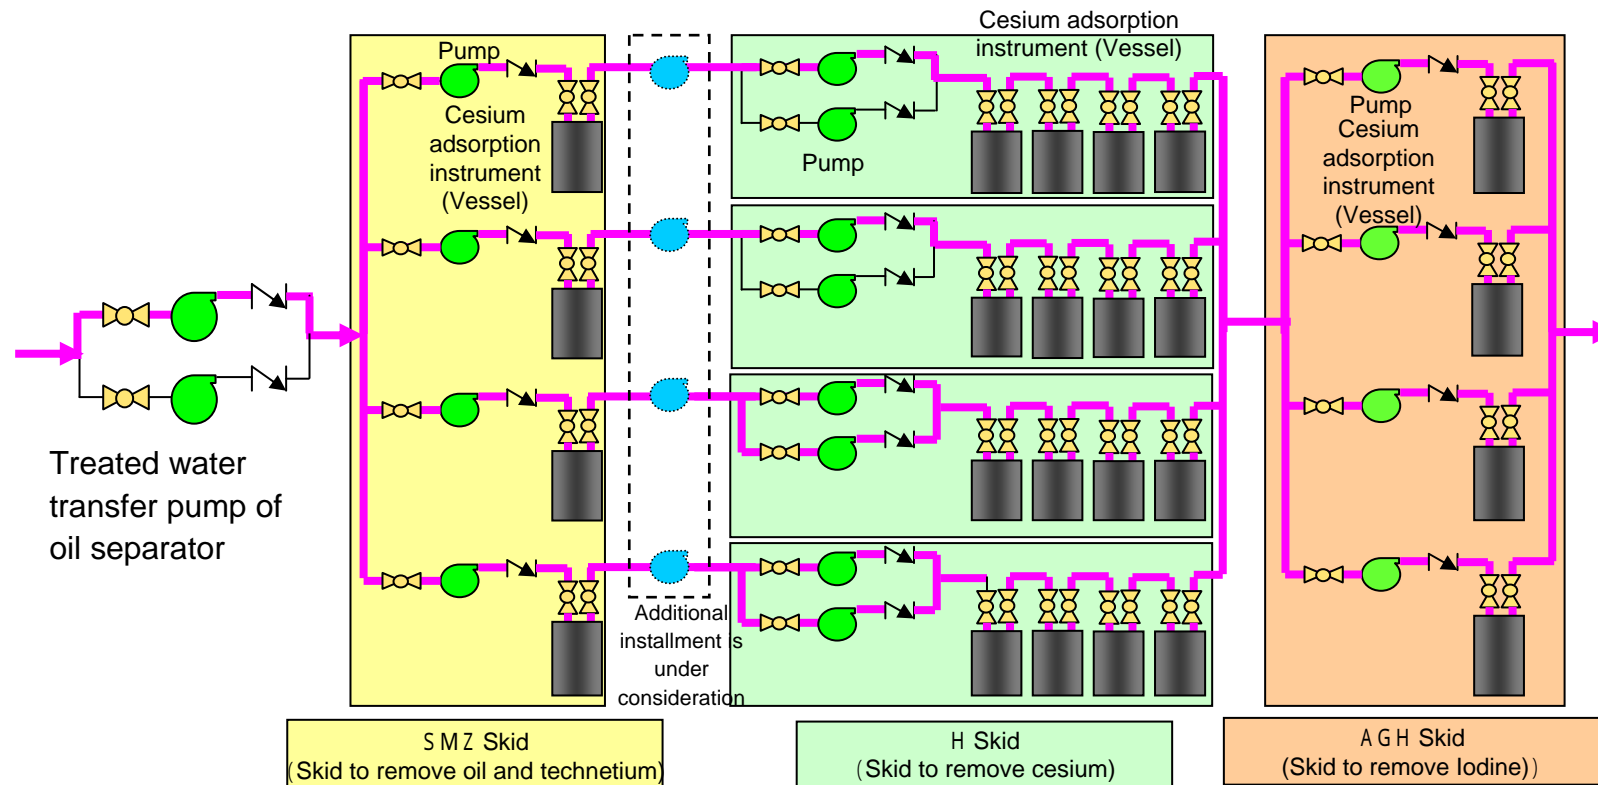 Pump
Cesium
adsorption
instrument
(Vessel)
Cesium adsorption
instrument (Vessel)
Pump
Pump
Cesium
adsorption
instrument
(Vessel)
Treated water
transfer pump of
oil separator
Additional
installment is
under
consideration
SMZ Skid
(Skid to remove oil and technetium)
H Skid
(Skid to remove cesium)
AGH Skid
(Skid to remove Iodine))